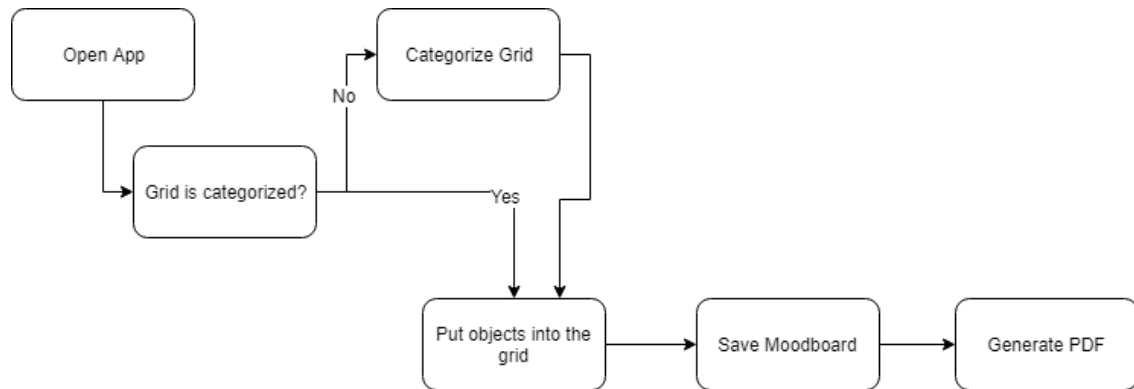 Open App
Categorize Grid
No
Grid is categorized?
Yes
Put objects into the
grid
Save Moodboard
Generate PDF